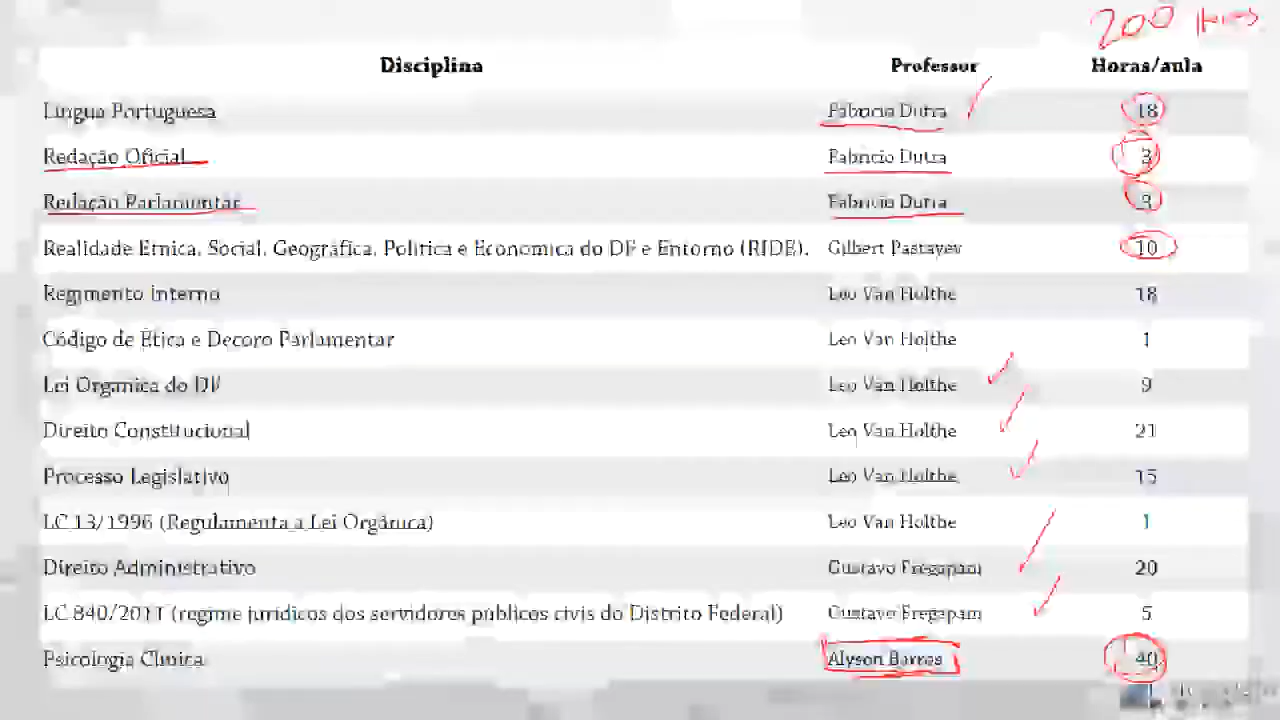 200 Horas
Disciplina Professor Horas/aula
Língua Portuguesa Fabrício Dutra 18
Redação Oficial Fabrício Dutra 3
Redação Parlamentar Fabrício Dutra 3
Realidade Étnica, Social, Geográfica, Política e Econômica do DF e Entorno (RIDE). Gilbert Pastayev 10
Regimento Interno Leo Van Holthe 18
Código de Ética e Decoro Parlamentar Leo Van Holthe 1
Lei Orgânica do DF Leo Van Holthe 9
Direito Constitucional Leo Van Holthe 21
Processo Legislativo Leo Van Holthe 15
LC 13/1996 (Regulamenta a Lei Orgânica) Leo Van Holthe 1
Direito Administrativo Gustavo Fregapani 20
LC 840/2011 (regime jurídicos dos servidores públicos civis do Distrito Federal) Gustavo Fregapani 5
Psicologia Clínica Alyson Barros 40